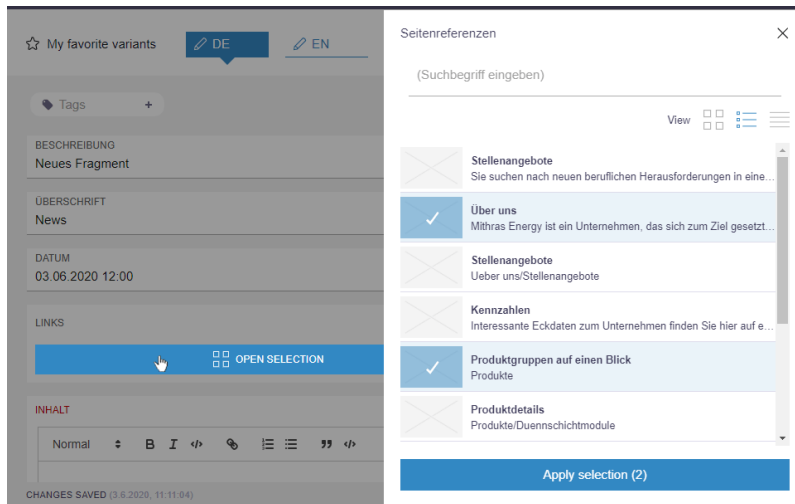 My favorite variants
DE
EN
Tags +
BESCHREIBUNG
Neues Fragment
ÜBERSCHRIFT
News
DATUM
03.06.2020 12:00
LINKS
OPEN SELECTION
INHALT
Normal B I </> </>
CHANGES SAVED (3.6.2020, 11:11:04)
Seitenreferenzen
(Suchbegriff eingeben)
View
Stellenangebote
Sie suchen nach neuen beruflichen Herausforderungen in eine...
Über uns
Mithras Energy ist ein Unternehmen, das sich zum Ziel gesetzt...
Stellenangebote
Ueber uns/Stellenangebote
Kennzahlen
Interessante Eckdaten zum Unternehmen finden Sie hier auf e...
Produktgruppen auf einen Blick
Produkte
Produktdetails
Produkte/Duennschichtmodule
Apply selection (2)